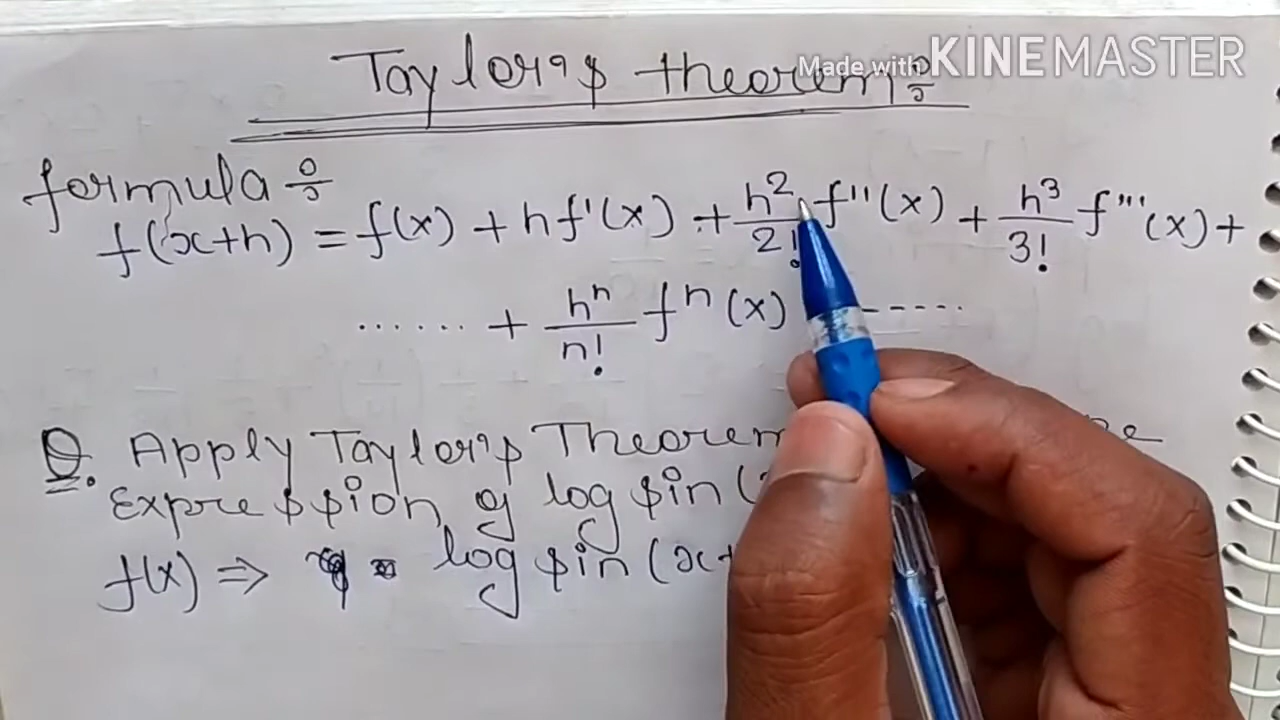 Made with KINEMASTER
Taylor's theorem:
formula :-
f(x+h) = f(x) + hf'(x) + h²/2! f''(x) + h³/3! f'''(x) +
...... + hⁿ/n! fⁿ(x) ------
Q. Apply Taylor's Theorem
Expression of log sin (
f(x) ⇒ log sin (x+